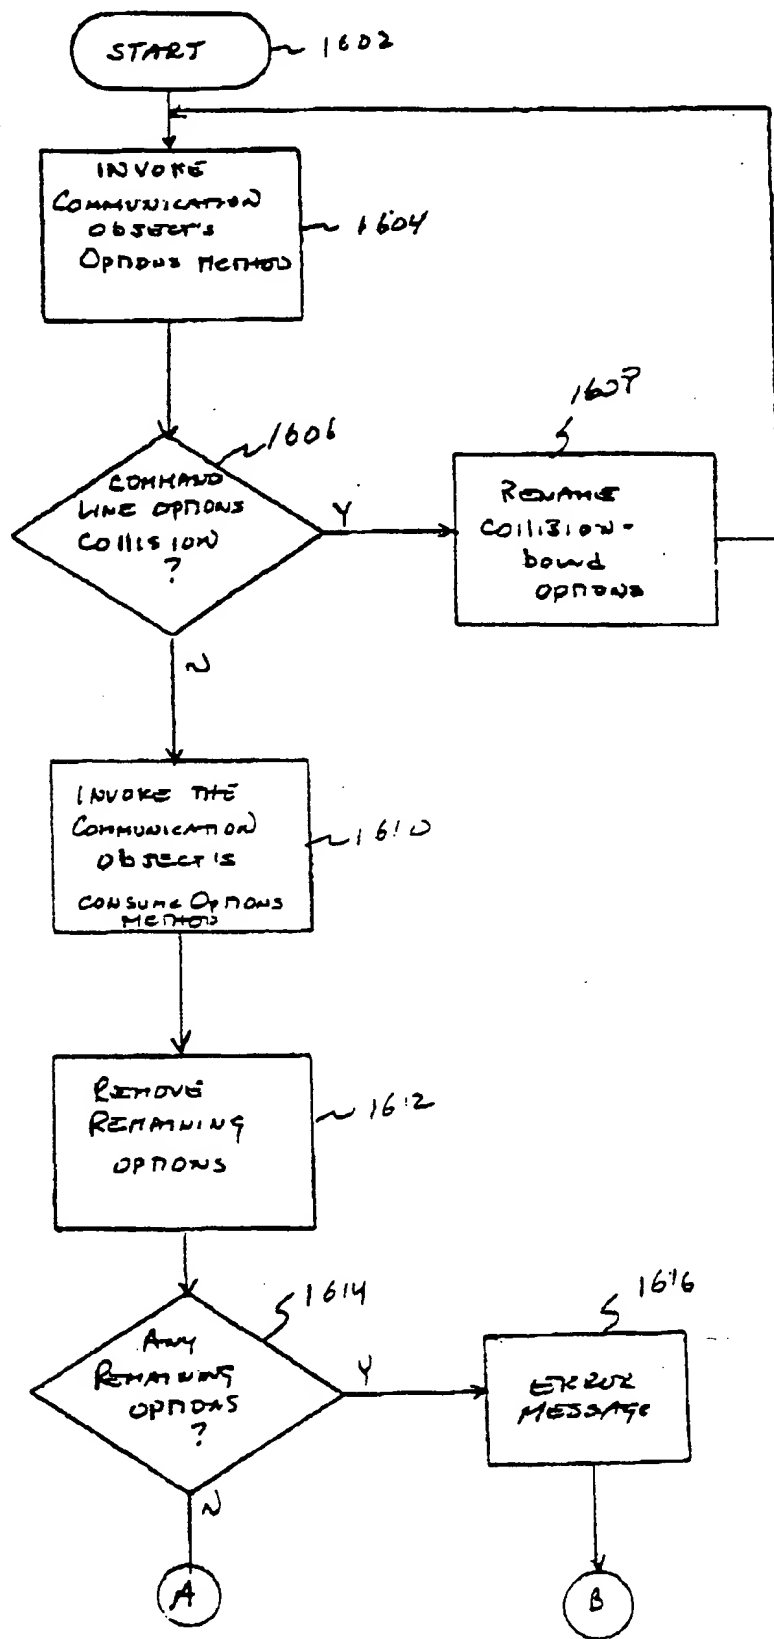 START
1602
INVOKE
COMMUNICATION
OBJECT'S
OPTIONS METHOD
1604
1606
COMMAND
LINE OPTIONS
COLLISION
?
Y
N
1608
RENAME
COLLISION-
bound
OPTIONS
INVOKE THE
COMMUNICATION
OBJECT'S
CONSUME OPTIONS
METHOD
1610
REMOVE
REMAINING
OPTIONS
1612
1614
ANY
REMAINING
OPTIONS
?
Y
N
1616
ERROR
MESSAGE
A
B